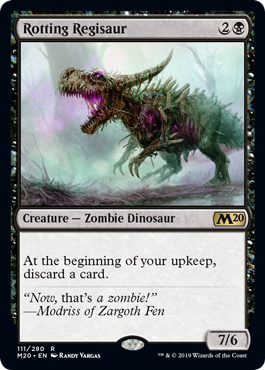 Rotting Regisaur 2
Creature — Zombie Dinosaur M20
At the beginning of your upkeep,
discard a card.
“Now, that’s a zombie!”
—Modriss of Zargoth Fen
7/6
111/280 R
M20 • EN RANDY VARGAS ™ & © 2019 Wizards of the Coast